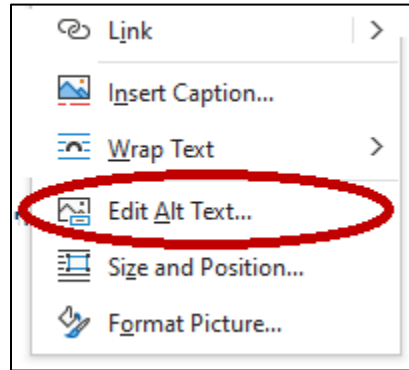 Link
Insert Caption...
Wrap Text
Edit Alt Text...
Size and Position...
Format Picture...